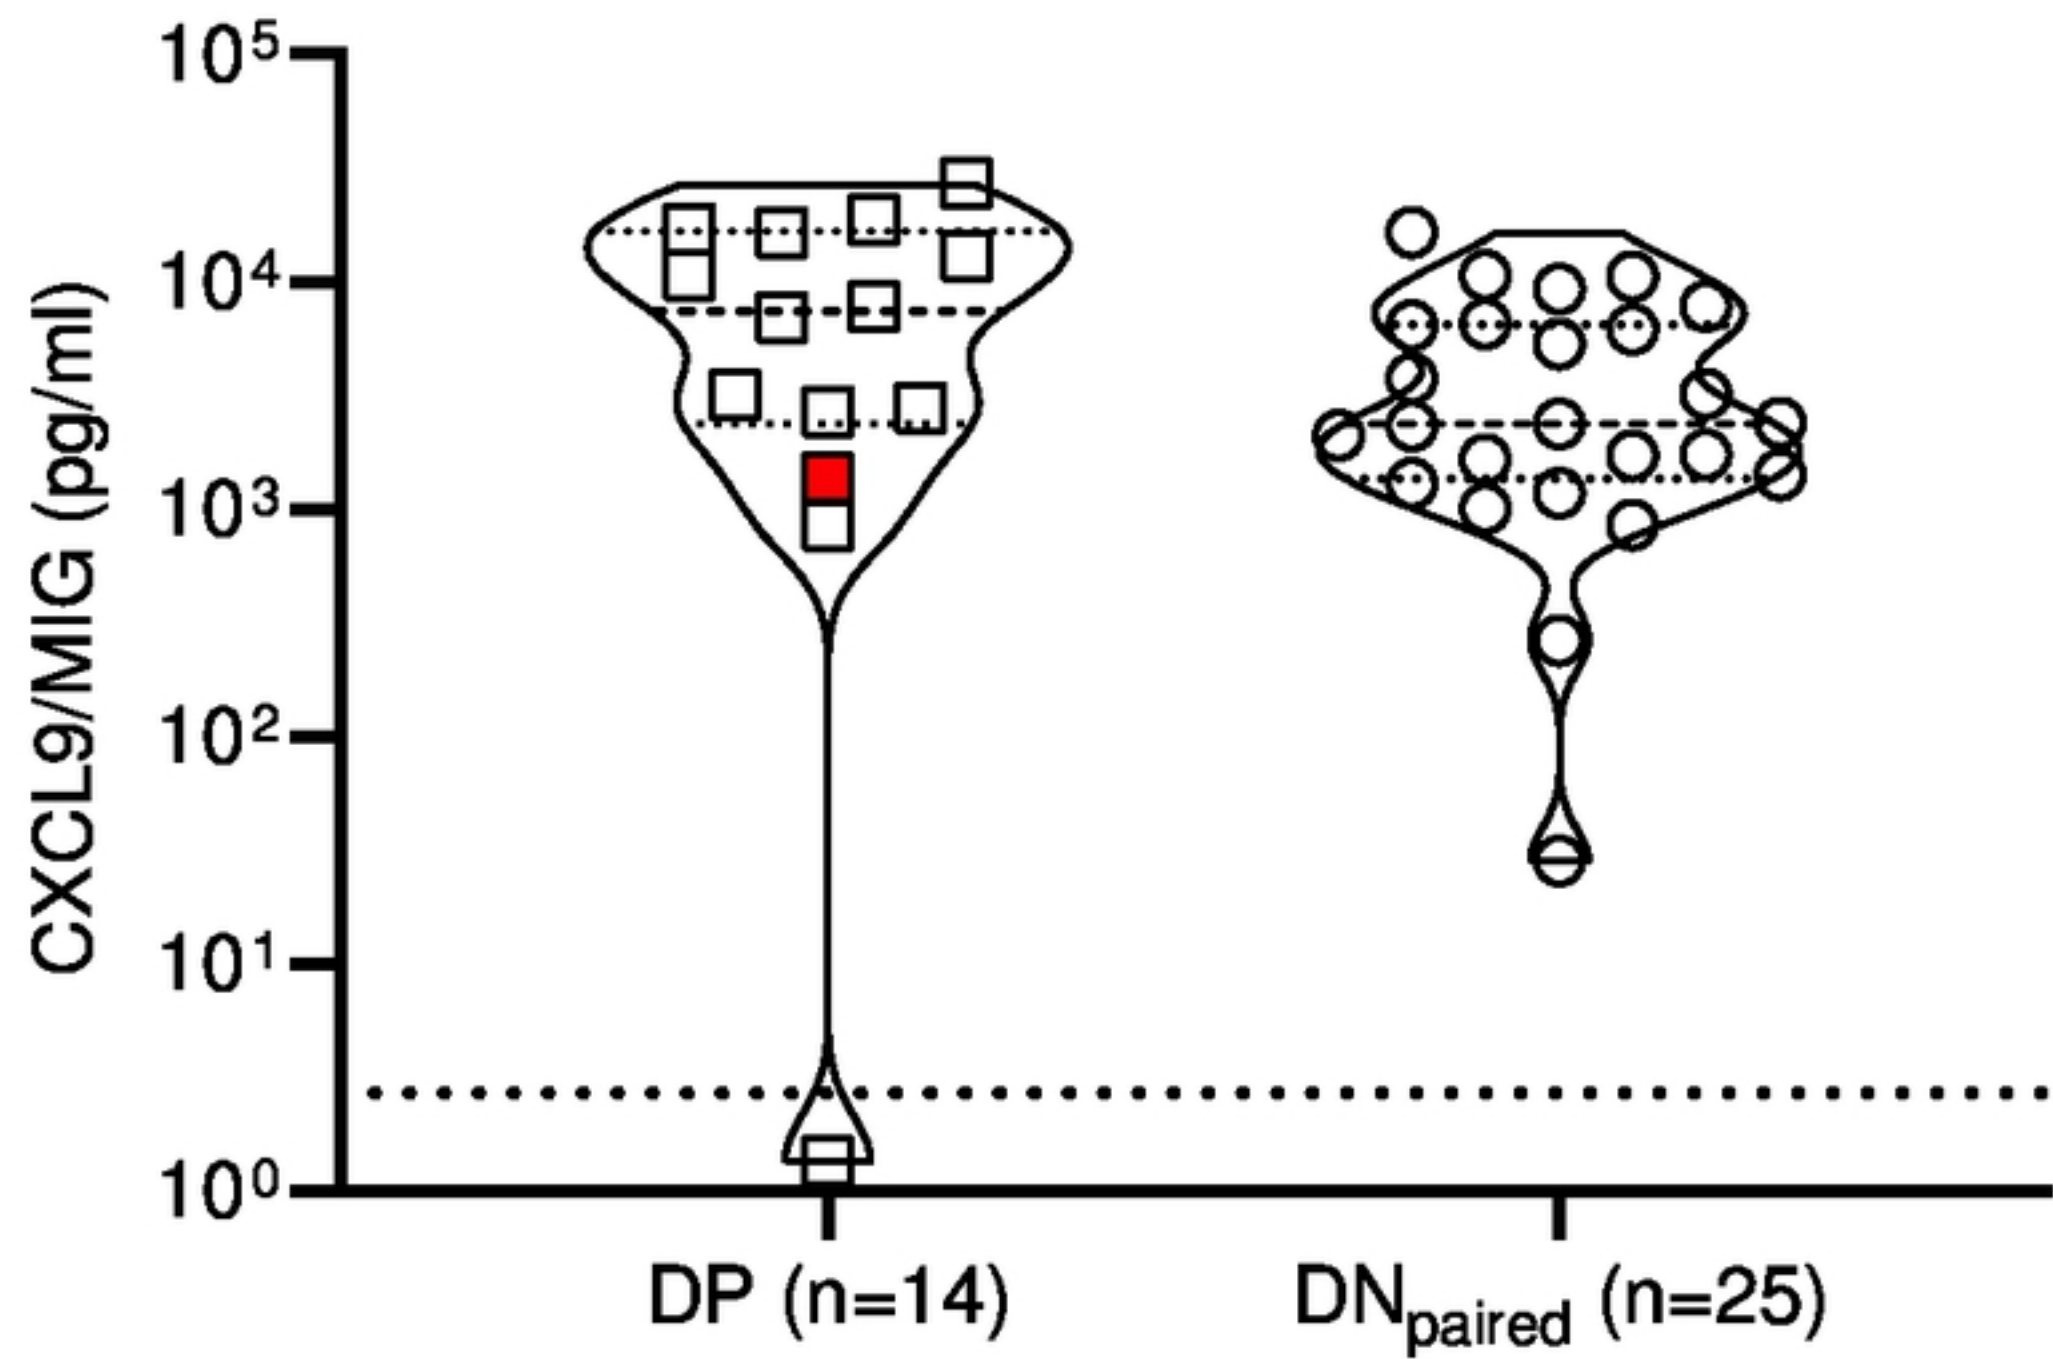 CXCL9/MIG (pg/ml)
10⁵
10⁴
10³
10²
10¹
10⁰
DP (n=14)
DNpaired (n=25)